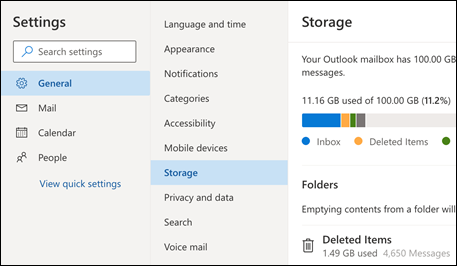 Settings
Search settings
General
Mail
Calendar
People
View quick settings
Language and time
Appearance
Notifications
Categories
Accessibility
Mobile devices
Storage
Privacy and data
Search
Voice mail
Storage
Your Outlook mailbox has 100.00 GB
messages.
11.16 GB used of 100.00 GB (11.2%)
Inbox
Deleted Items
Folders
Emptying contents from a folder will
Deleted Items
1.49 GB used 4,650 Messages